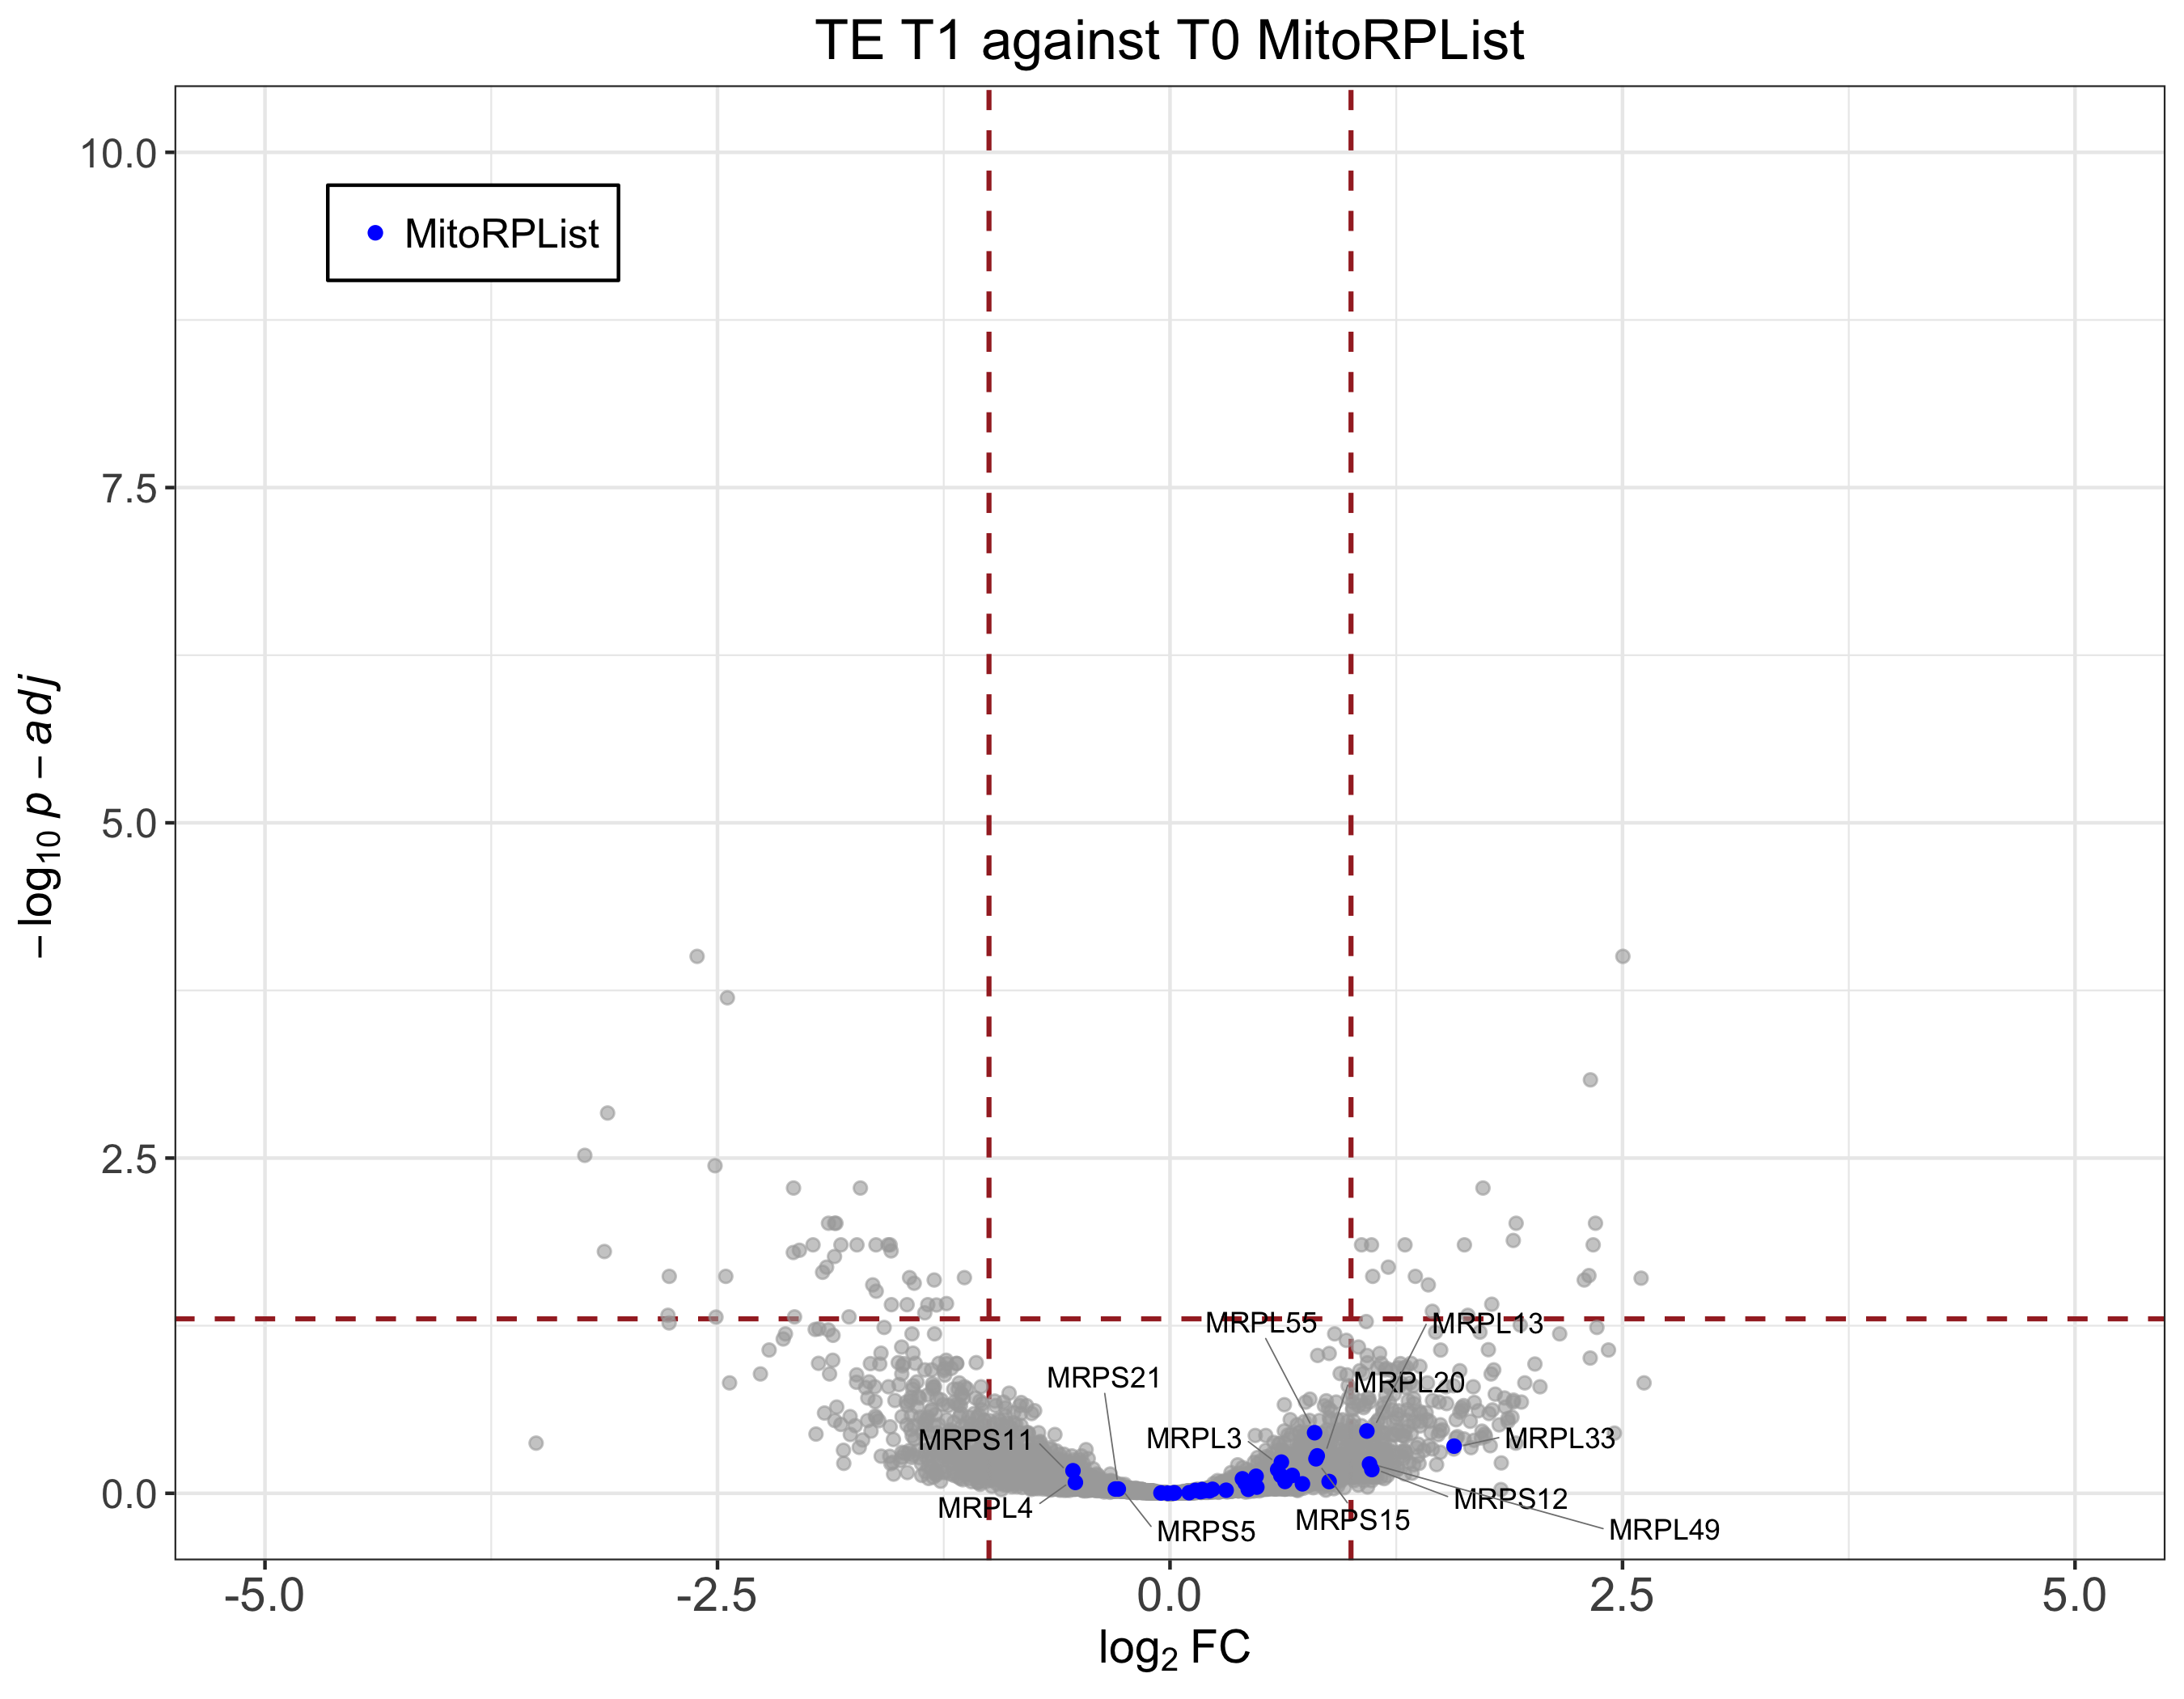 TE T1 against T0 MitoRPList
10.0
MitoRPList
7.5
5.0
2.5
0.0
−log10 p − adj
MRPL55
MRPL13
MRPS21
MRPL20
MRPS11
MRPL3
MRPL33
MRPL4
MRPS5
MRPS15
MRPS12
MRPL49
-5.0 -2.5 0.0 2.5 5.0
log2 FC